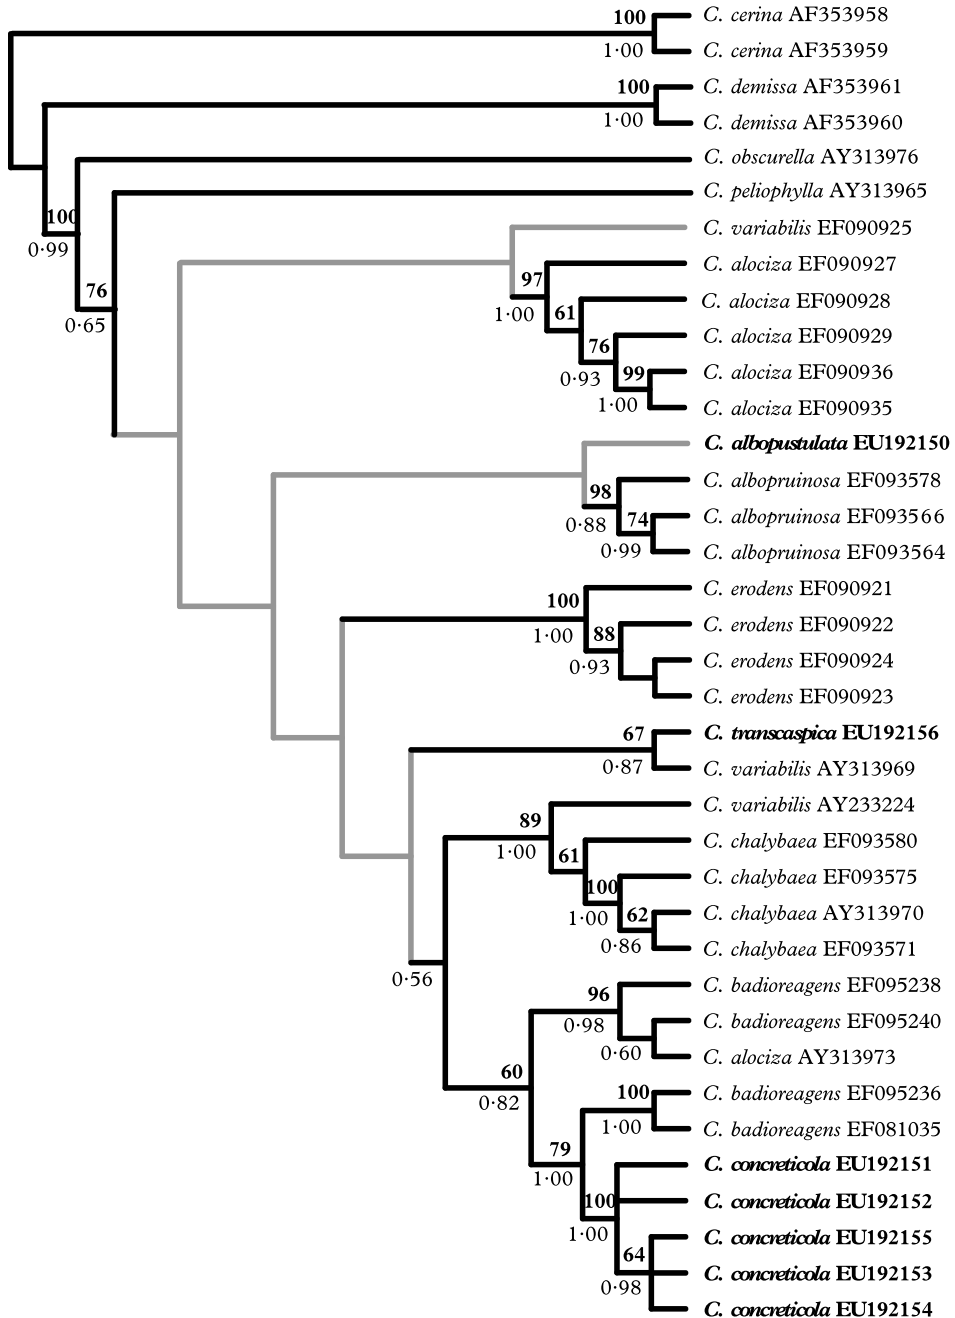 100
C. cerina AF353958
1·00
C. cerina AF353959
100
C. demissa AF353961
1·00
C. demissa AF353960
C. obscurella AY313976
C. peliophylla AY313965
100
0·99
C. variabilis EF090925
97
C. alociza EF090927
76
1·00
61
C. alociza EF090928
0·65
76
C. alociza EF090929
0·93
99
C. alociza EF090936
1·00
C. alociza EF090935
C. albopustulata EU192150
98
C. albopruinosa EF093578
0·88
74
C. albopruinosa EF093566
0·99
C. albopruinosa EF093564
100
C. erodens EF090921
1·00
88
C. erodens EF090922
0·93
C. erodens EF090924
C. erodens EF090923
67
C. transcaspica EU192156
0·87
C. variabilis AY313969
89
C. variabilis AY233224
1·00
61
C. chalybaea EF093580
100
C. chalybaea EF093575
1·00
62
C. chalybaea AY313970
0·86
C. chalybaea EF093571
0·56
96
C. badioreagens EF095238
0·98
C. badioreagens EF095240
0·60
C. alociza AY313973
60
0·82
100
C. badioreagens EF095236
1·00
C. badioreagens EF081035
79
1·00
C. concreticola EU192151
100
C. concreticola EU192152
1·00
C. concreticola EU192155
64
0·98
C. concreticola EU192153
C. concreticola EU192154